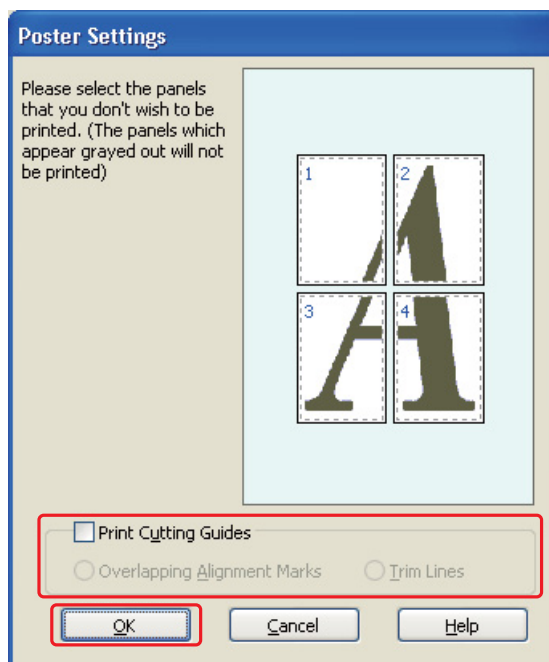 Poster Settings
Please select the panels
that you don't wish to be
printed. (The panels which
appear grayed out will not
be printed)
1 2
A
3 4
Print Cutting Guides
Overlapping Alignment Marks Trim Lines
OK Cancel Help